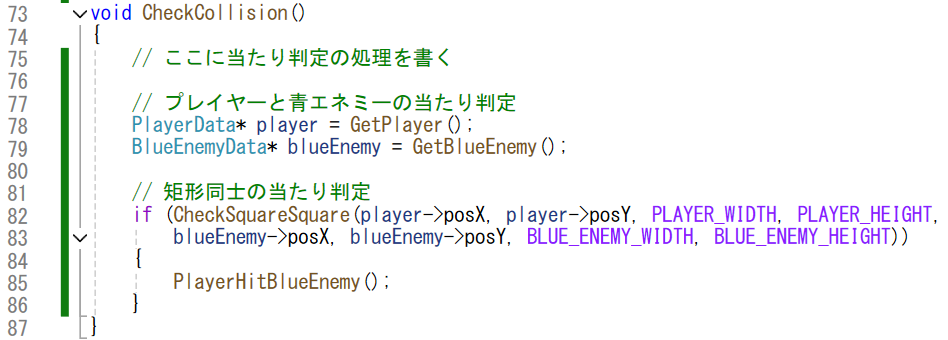 73 void CheckCollision()
74 {
75 // ここに当たり判定の処理を書く
76
77 // プレイヤーと青エネミーの当たり判定
78 PlayerData* player = GetPlayer();
79 BlueEnemyData* blueEnemy = GetBlueEnemy();
80
81 // 矩形同士の当たり判定
82 if (CheckSquareSquare(player->posX, player->posY, PLAYER_WIDTH, PLAYER_HEIGHT,
83 blueEnemy->posX, blueEnemy->posY, BLUE_ENEMY_WIDTH, BLUE_ENEMY_HEIGHT))
84 {
85 PlayerHitBlueEnemy();
86 }
87 }